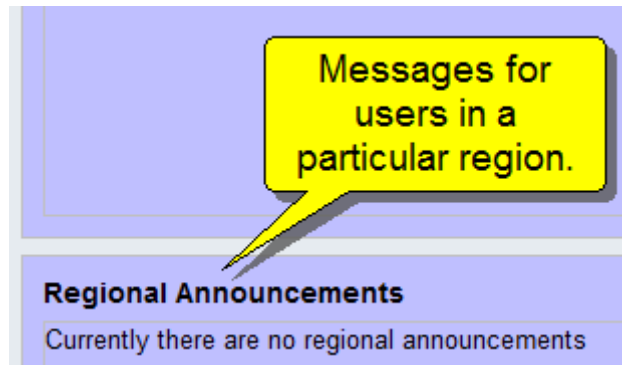 Messages for
users in a
particular region.
Regional Announcements
Currently there are no regional announcements